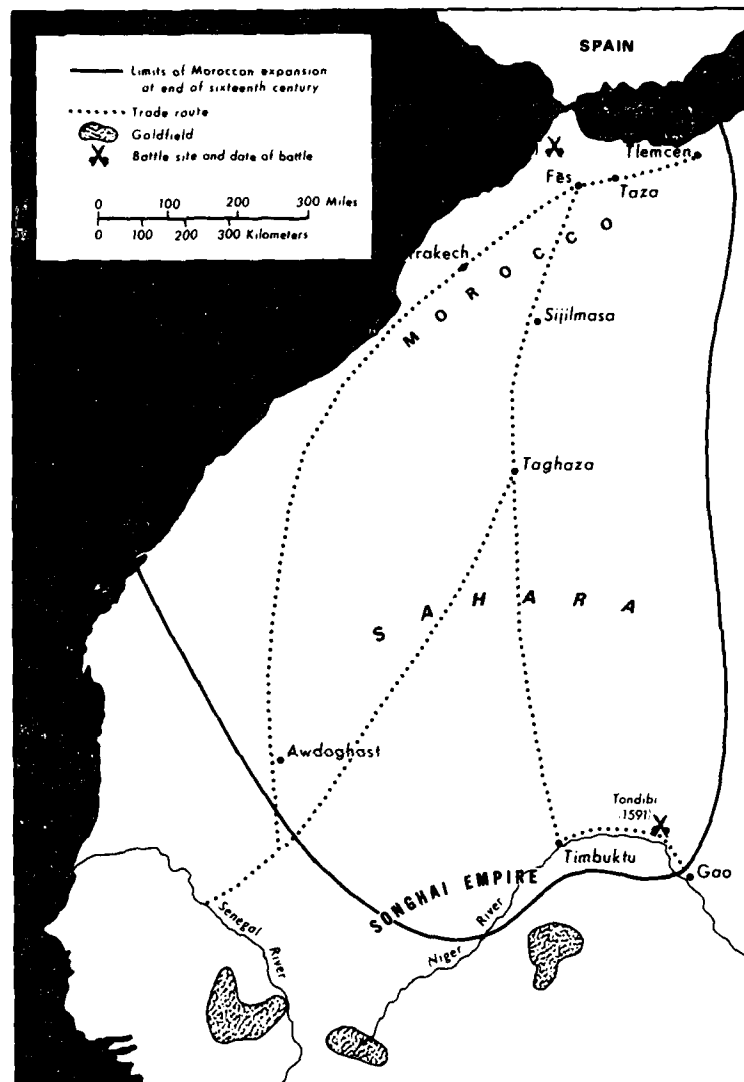 SPAIN
Limits of Moroccan expansion
at end of sixteenth century
Trade route
Goldfield
Battle site and date of battle
0 100 200 300 Miles
0 100 200 300 Kilometers
Tlemcen
Fès
Taza
rrakech
MOROCCO
Sijilmasa
Taghaza
SAHARA
Awdoghast
Tondibi
1591)
Timbuktu
Gao
SONGHAI EMPIRE
Senegal
River
Niger River